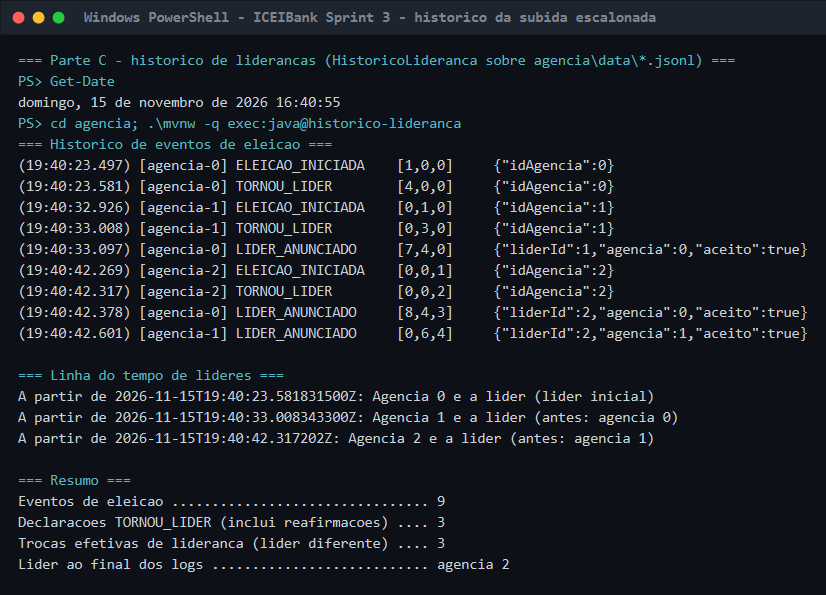 Windows PowerShell - ICEIBank Sprint 3 - historico da subida escalonada
=== Parte C - historico de liderancas (HistoricoLideranca sobre agencia\data\*.jsonl) ===
PS> Get-Date
domingo, 15 de novembro de 2026 16:40:55
PS> cd agencia; .\mvnw -q exec:java@historico-lideranca
=== Historico de eventos de eleicao ===
(19:40:23.497) [agencia-0] ELEICAO_INICIADA    [1,0,0]     {"idAgencia":0}
(19:40:23.581) [agencia-0] TORNOU_LIDER        [4,0,0]     {"idAgencia":0}
(19:40:32.926) [agencia-1] ELEICAO_INICIADA    [0,1,0]     {"idAgencia":1}
(19:40:33.008) [agencia-1] TORNOU_LIDER        [0,3,0]     {"idAgencia":1}
(19:40:33.097) [agencia-0] LIDER_ANUNCIADO     [7,4,0]     {"liderId":1,"agencia":0,"aceito":true}
(19:40:42.269) [agencia-2] ELEICAO_INICIADA    [0,0,1]     {"idAgencia":2}
(19:40:42.317) [agencia-2] TORNOU_LIDER        [0,0,2]     {"idAgencia":2}
(19:40:42.378) [agencia-0] LIDER_ANUNCIADO     [8,4,3]     {"liderId":2,"agencia":0,"aceito":true}
(19:40:42.601) [agencia-1] LIDER_ANUNCIADO     [0,6,4]     {"liderId":2,"agencia":1,"aceito":true}
=== Linha do tempo de lideres ===
A partir de 2026-11-15T19:40:23.581831500Z: Agencia 0 e a lider (lider inicial)
A partir de 2026-11-15T19:40:33.008343300Z: Agencia 1 e a lider (antes: agencia 0)
A partir de 2026-11-15T19:40:42.317202Z: Agencia 2 e a lider (antes: agencia 1)
=== Resumo ===
Eventos de eleicao ................................ 9
Declaracoes TORNOU_LIDER (inclui reafirmacoes) .... 3
Trocas efetivas de lideranca (lider diferente) .... 3
Lider ao final dos logs ........................... agencia 2